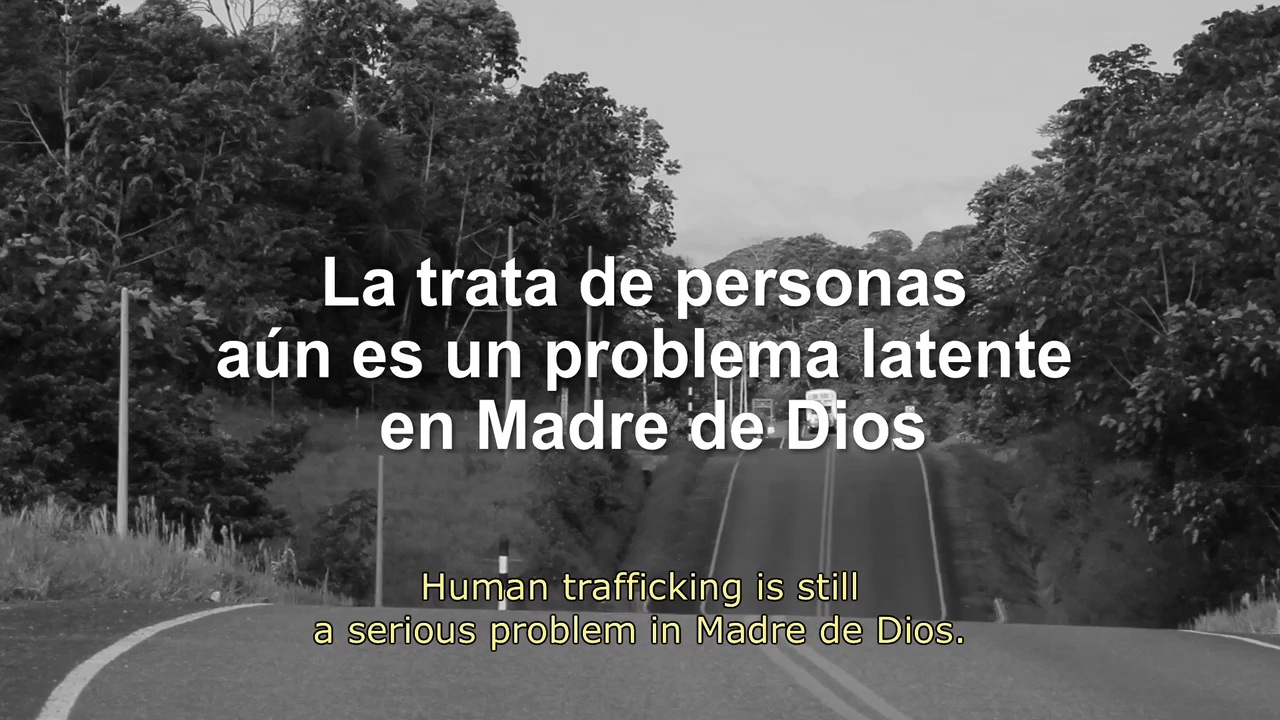 La trata de personas
aún es un problema latente
en Madre de Dios
Human trafficking is still
a serious problem in Madre de Dios.